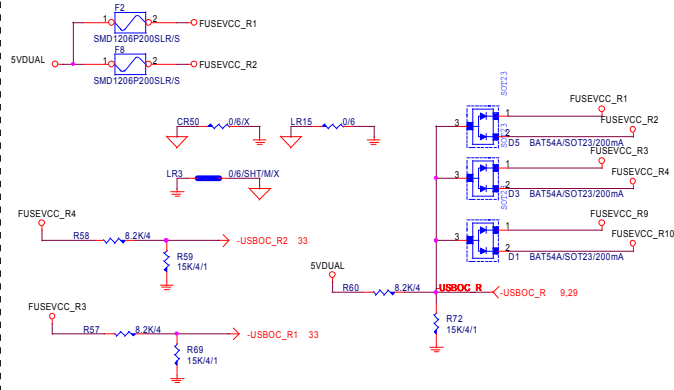 F2
1 2 FUSEVCC_R1
SMD1206P200SLR/S
F8
5VDUAL 1 2 FUSEVCC_R2
SMD1206P200SLR/S
CR50 0/6/X LR15 0/6
LR3 0/6/SHT/M/X
SOT23
FUSEVCC_R1
1
3 FUSEVCC_R2
2
D5 BAT54A/SOT23/200mA
SOT23
FUSEVCC_R3
1
3 FUSEVCC_R4
2
D3 BAT54A/SOT23/200mA
SOT23
FUSEVCC_R9
1
3 FUSEVCC_R10
2
D1 BAT54A/SOT23/200mA
FUSEVCC_R4
R58 8.2K/4 -USBOC_R2 33
R59
15K/4/1
5VDUAL
R60 8.2K/4 -USBOC_R -USBOC_R 9,29
R72
15K/4/1
FUSEVCC_R3
R57 8.2K/4 -USBOC_R1 33
R69
15K/4/1